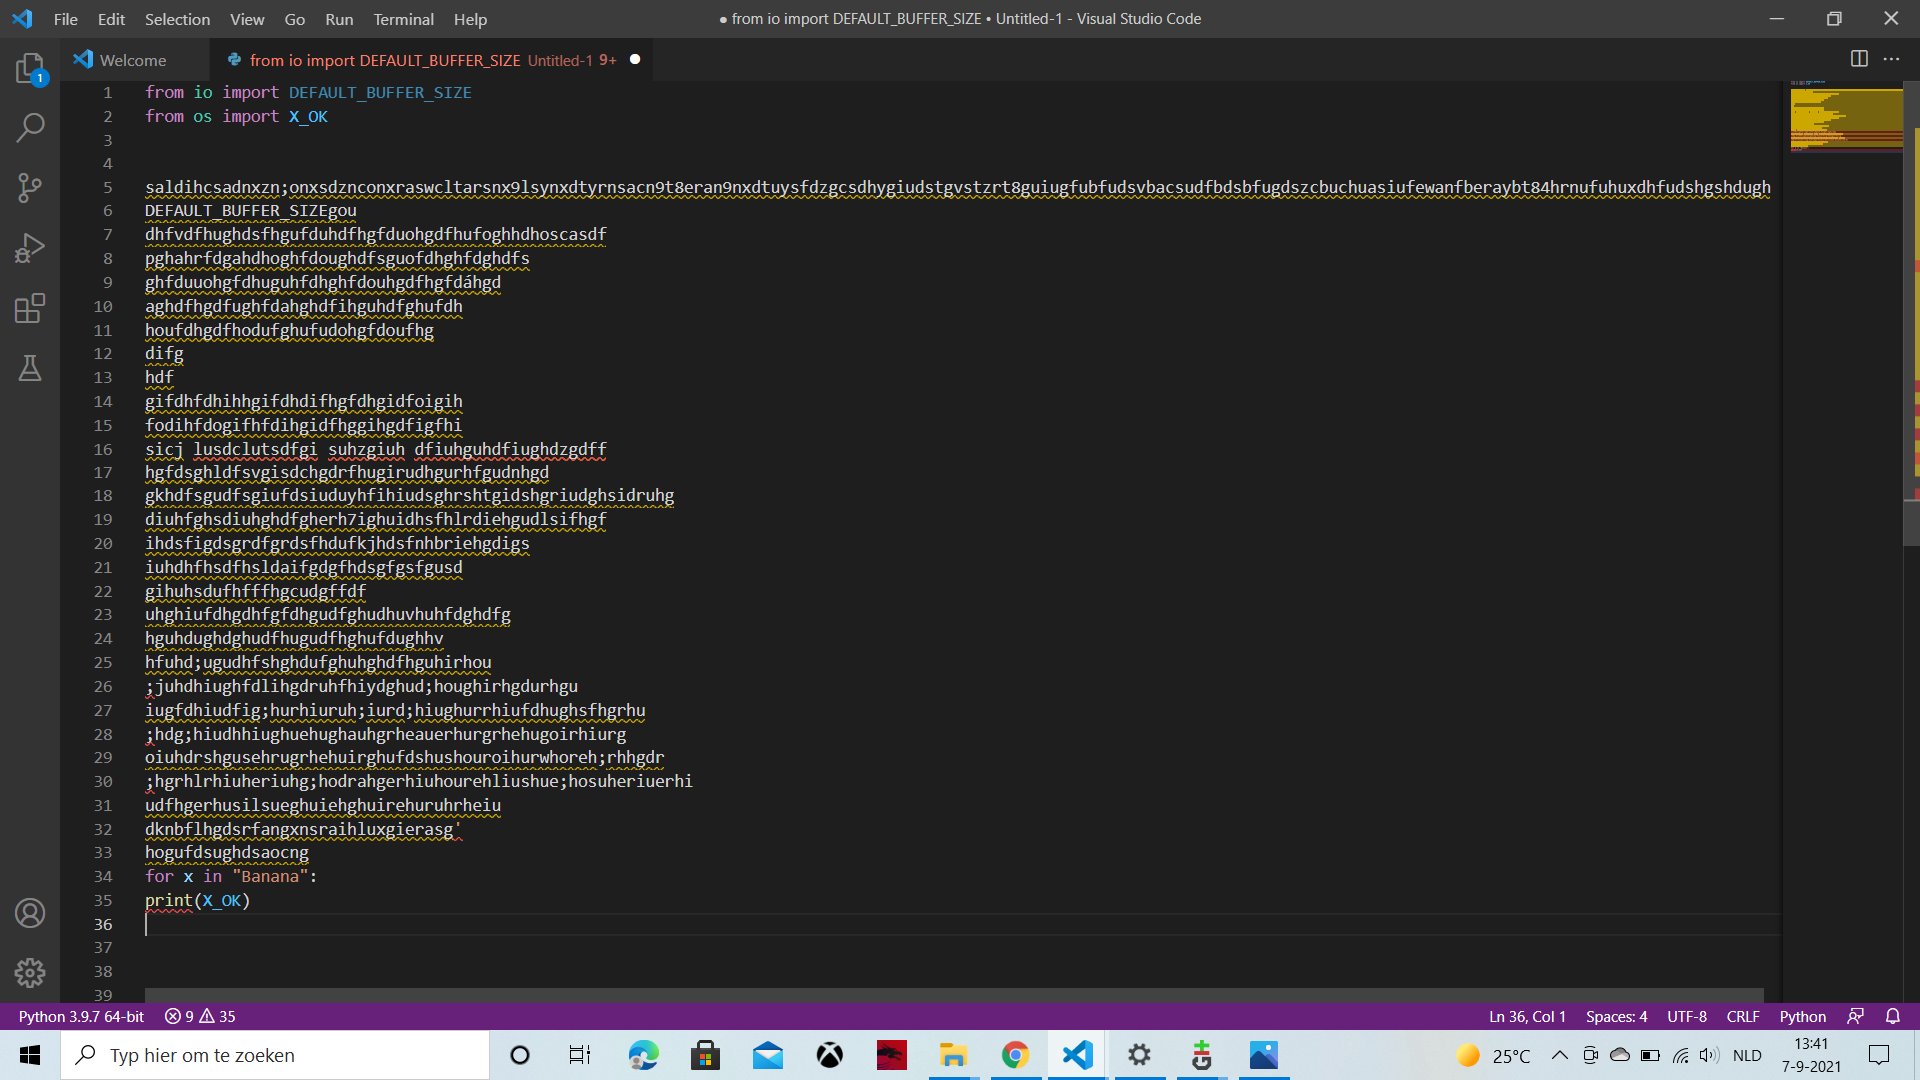 File Edit Selection View Go Run Terminal Help
● from io import DEFAULT_BUFFER_SIZE • Untitled-1 - Visual Studio Code
Welcome
from io import DEFAULT_BUFFER_SIZE Untitled-1 9+
1
1 from io import DEFAULT_BUFFER_SIZE
2 from os import X_OK
3
4
5 saldihcsadnxzn;onxsdznconxraswcltarsnx9lsynxdtyrnsacn9t8eran9nxdtuysfdzgcsdhygiudstgvstzrt8guiugfubfudsvbacsudfbdsbfugdszcbuchuasiufewanfberaybt84hrnufuhuxdhfudshgshdugh
6 DEFAULT_BUFFER_SIZEgou
7 dhfvdfhughdsfhgufduhdfhgfduohgdfhufoghhdhoscasdf
8 pghahrfdgahdhoghfdoughdfsguofdhghfdghdfs
9 ghfduuohgfdhuguhfdhghfdouhgdfhgfdáhgd
10 aghdfhgdfughfdahghdfihguhdfghufdh
11 houfdhgdfhodufghufudohgfdoufhg
12 difg
13 hdf
14 gifdhfdhihhgifdhdifhgfdhgidfoigih
15 fodihfdogifhfdihgidfhggihgdfigfhi
16 sicj lusdclutsdfgi suhzgiuh dfiuhguhdfiughdzgdff
17 hgfdsghldfsvgisdchgdrfhugirudhgurhfgudnhgd
18 gkhdfsgudfsgiufdsiuduyhfihiudsghrshtgidshgriudghsidruhg
19 diuhfghsdiuhghdfgherh7ighuidhsfhlrdiehgudlsifhgf
20 ihdsfigdsgrdfgrdsfhdufkjhdsfnhbriehgdigs
21 iuhdhfhsdfhsldaifgdgfhdsgfgsfgusd
22 gihuhsdufhfffhgcudgffdf
23 uhghiufdhgdhfgfdhgudfghudhuvhuhfdghdfg
24 hguhdughdghudfhugudfhghufdughhv
25 hfuhd;ugudhfshghdufghuhghdfhguhirhou
26 ;juhdhiughfdlihgdruhfhiydghud;houghirhgdurhgu
27 iugfdhiudfig;hurhiuruh;iurd;hiughurrhiufdhughsfhgrhu
28 ;hdg;hiudhhiughuehughauhgrheauerhurgrhehugoirhiurg
29 oiuhdrshgusehrugrhehuirghufdshushouroihurwhoreh;rhhgdr
30 ;hgrhlrhiuheriuhg;hodrahgerhiuhourehliushue;hosuheriuerhi
31 udfhgerhusilsueghuiehghuirehuruhrheiu
32 dknbflhgdsrfangxnsraihluxgierasg'
33 hogufdsughdsaocng
34 for x in "Banana":
35 print(X_OK)
36
37
38
39
Python 3.9.7 64-bit 9 35 Ln 36, Col 1 Spaces: 4 UTF-8 CRLF Python
Typ hier om te zoeken 25°C NLD 13:41
7-9-2021